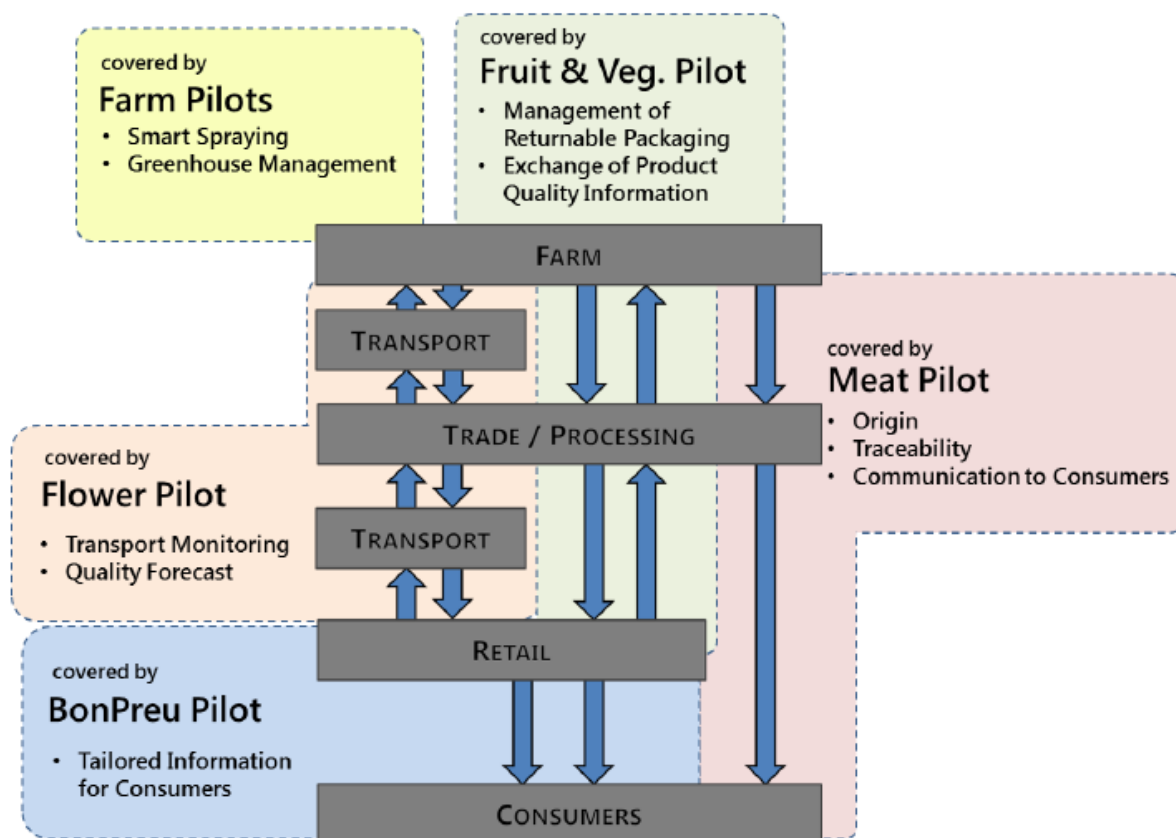 covered by
Farm Pilots
• Smart Spraying
• Greenhouse Management
covered by
Fruit & Veg. Pilot
• Management of
Returnable Packaging
• Exchange of Product
Quality Information
FARM
TRANSPORT
covered by
Meat Pilot
• Origin
• Traceability
• Communication to Consumers
TRADE / PROCESSING
covered by
Flower Pilot
• Transport Monitoring
• Quality Forecast
TRANSPORT
RETAIL
covered by
BonPreu Pilot
• Tailored Information
for Consumers
CONSUMERS